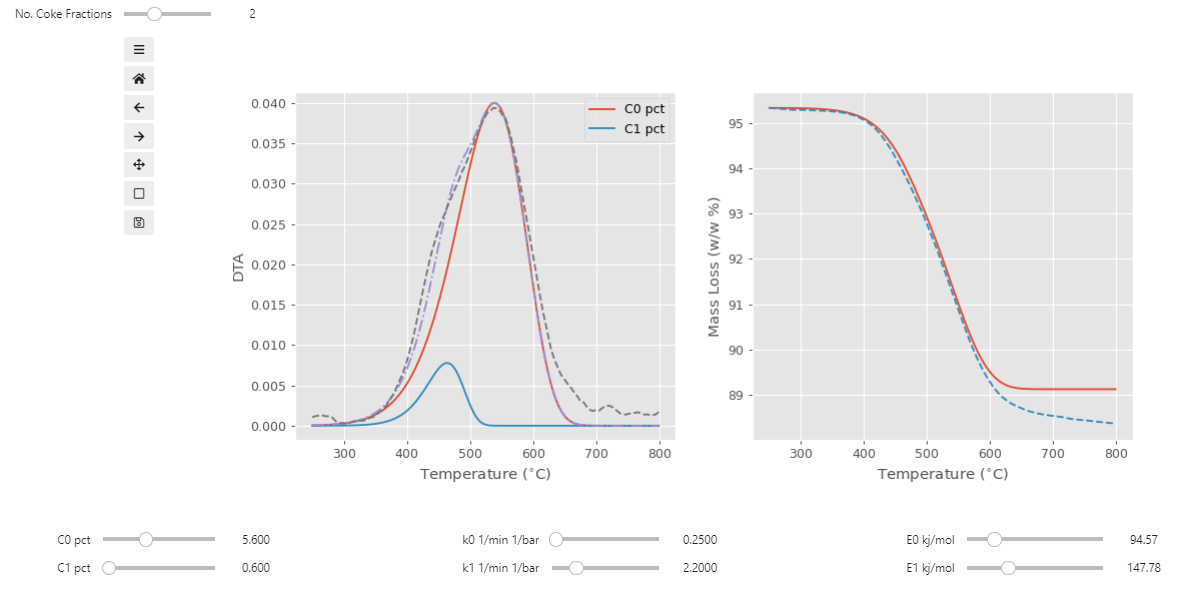 No. Coke Fractions 2
0.040
0.035
0.030
0.025
0.020
0.015
0.010
0.005
0.000
DTA
C0 pct
C1 pct
300 400 500 600 700 800
Temperature (°C)
95
94
93
92
91
90
89
Mass Loss (w/w %)
300 400 500 600 700 800
Temperature (°C)
C0 pct 5.600 k0 1/min 1/bar 0.2500 E0 kj/mol 94.57
C1 pct 0.600 k1 1/min 1/bar 2.2000 E1 kj/mol 147.78